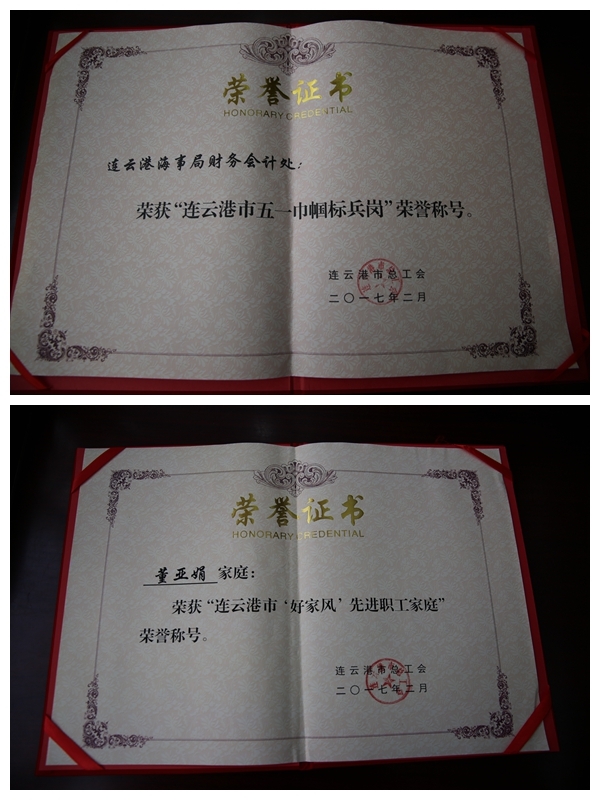 荣誉证书
HONORARY CREDENTIAL
连云港海事局财务会计处：
荣获“连云港市五一巾帼标兵岗”荣誉称号。
连云港市总工会
二〇一七年二月
荣誉证书
HONORARY CREDENTIAL
董亚娟 家庭：
荣获“连云港市‘好家风’先进职工家庭”
荣誉称号。
连云港市总工会
二〇一七年二月